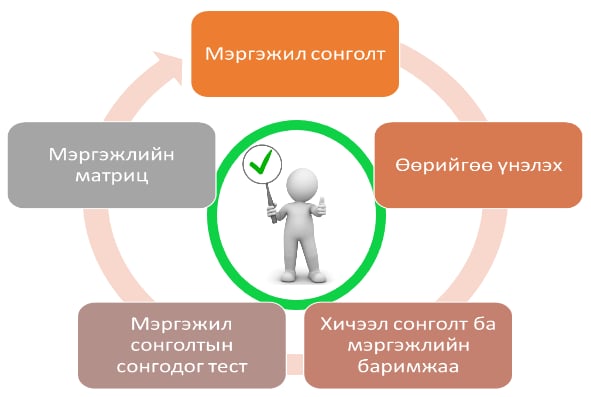 Мэргэжил сонголт
Өөрийгөө үнэлэх
Хичээл сонголт ба
мэргэжлийн
баримжаа
Мэргэжил
сонголтын
сонгодог тест
Мэргэжлийн
матриц